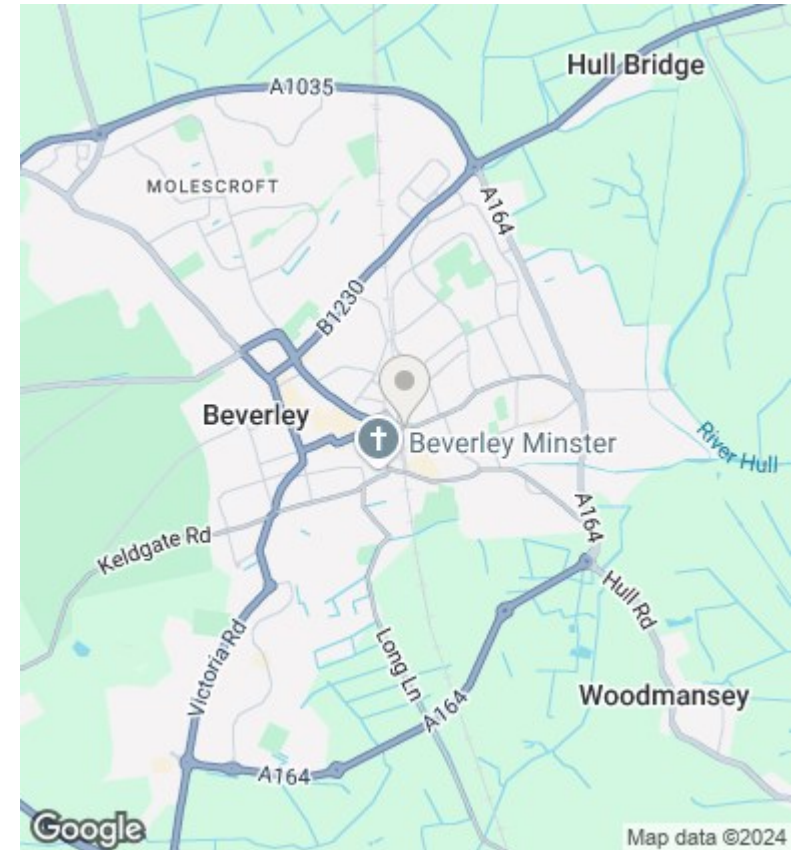 Hull Bridge
A1035
MOLESCROFT
A164
B1230
Beverley
Beverley Minster
River Hull
A164
Keldgate Rd
Hull Rd
Victoria Rd
Long Ln
Woodmansey
A164
A164
Google
Map data ©2024